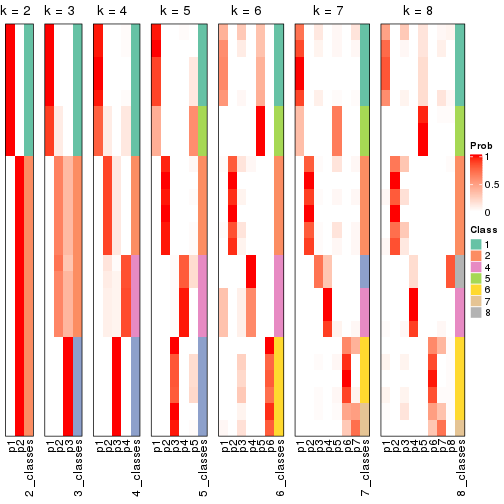 k = 2 k = 3 k = 4 k = 5 k = 6 k = 7 k = 8
Prob
1
0.5
0
Class
1
2
4
5
6
7
8
p1 p2 2_classes
p1 p2 p3 3_classes
p1 p2 p3 p4 4_classes
p1 p2 p3 p4 p5 5_classes
p1 p2 p3 p4 p5 p6 6_classes
p1 p2 p3 p4 p5 p6 p7 7_classes
p1 p2 p3 p4 p5 p6 p7 p8 8_classes